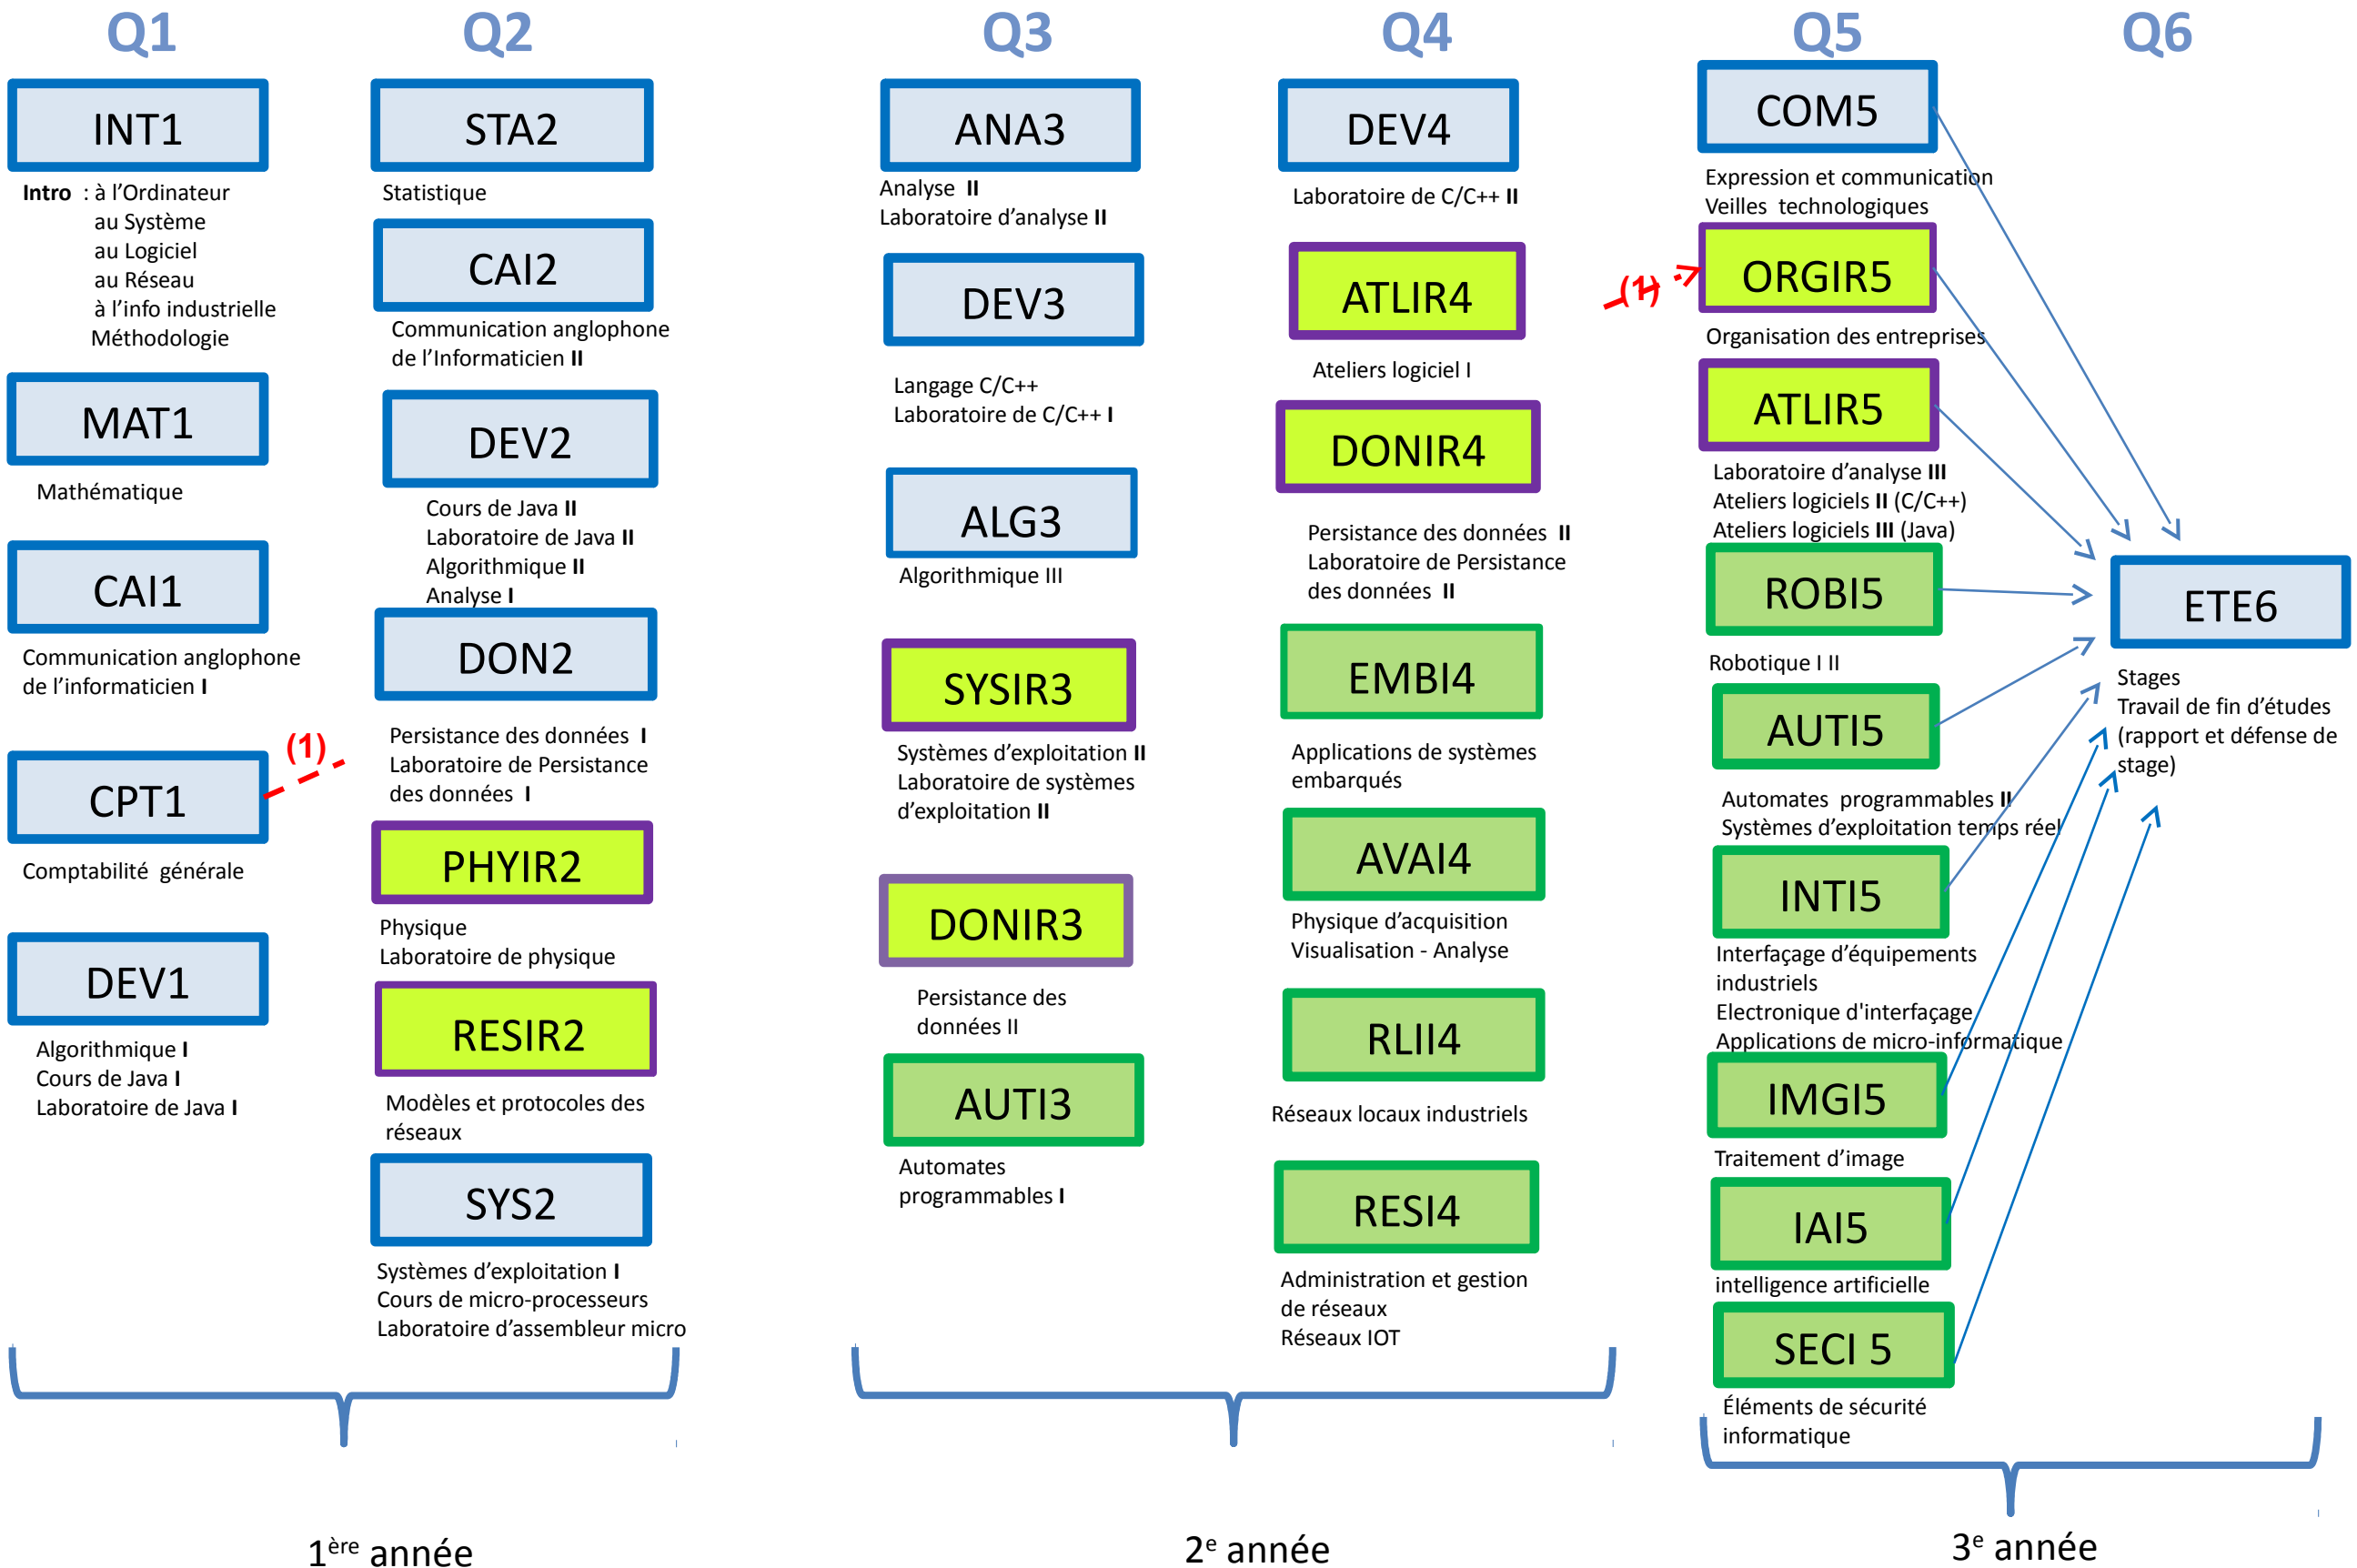 Q1
INT1
Intro : à l’Ordinateur
au Système
au Logiciel
au Réseau
à l’info industrielle
Méthodologie
MAT1
Mathématique
CAI1
Communication anglophone
de l’informaticien I
CPT1
(1)
Comptabilité générale
DEV1
Algorithmique I
Cours de Java I
Laboratoire de Java I
Q2
STA2
Statistique
CAI2
Communication anglophone
de l’Informaticien II
DEV2
Cours de Java II
Laboratoire de Java II
Algorithmique II
Analyse I
DON2
Persistance des données I
Laboratoire de Persistance
des données I
PHYIR2
Physique
Laboratoire de physique
RESIR2
Modèles et protocoles des
réseaux
SYS2
Systèmes d’exploitation I
Cours de micro-processeurs
Laboratoire d’assembleur micro
1ère année
Q3
ANA3
Analyse II
Laboratoire d’analyse II
DEV3
Langage C/C++
Laboratoire de C/C++ I
ALG3
Algorithmique III
SYSIR3
Systèmes d’exploitation II
Laboratoire de systèmes
d’exploitation II
DONIR3
Persistance des
données II
AUTI3
Automates
programmables I
Q4
DEV4
Laboratoire de C/C++ II
ATLIR4
Ateliers logiciel I
DONIR4
Persistance des données II
Laboratoire de Persistance
des données II
EMBI4
Applications de systèmes
embarqués
AVAI4
Physique d’acquisition
Visualisation - Analyse
RLII4
Réseaux locaux industriels
RESI4
Administration et gestion
de réseaux
Réseaux IOT
2e année
Q5
COM5
Expression et communication
Veilles technologiques
(1)
ORGIR5
Organisation des entreprises
ATLIR5
Laboratoire d’analyse III
Ateliers logiciels II (C/C++)
Ateliers logiciels III (Java)
ROBI5
Robotique I II
AUTI5
Automates programmables II
Systèmes d’exploitation temps réel
INTI5
Interfaçage d’équipements
industriels
Electronique d'interfaçage
Applications de micro-informatique
IMGI5
Traitement d’image
IAI5
intelligence artificielle
SECI 5
Éléments de sécurité
informatique
Q6
ETE6
Stages
Travail de fin d’études
(rapport et défense de
stage)
3e année